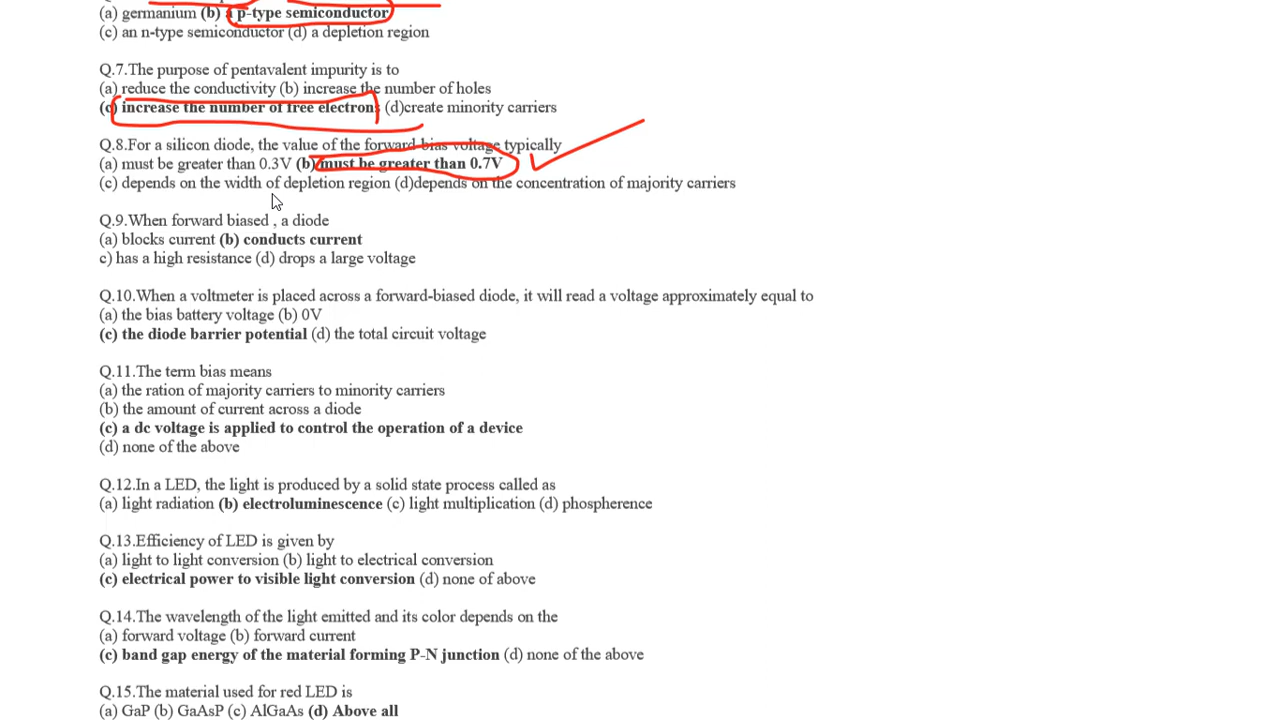 (a) germanium (b) a p-type semiconductor
(c) an n-type semiconductor (d) a depletion region
Q.7.The purpose of pentavalent impurity is to
(a) reduce the conductivity (b) increase the number of holes
(c) increase the number of free electrons (d)create minority carriers
Q.8.For a silicon diode, the value of the forward-bias voltage typically
(a) must be greater than 0.3V (b) must be greater than 0.7V
(c) depends on the width of depletion region (d)depends on the concentration of majority carriers
Q.9.When forward biased , a diode
(a) blocks current (b) conducts current
c) has a high resistance (d) drops a large voltage
Q.10.When a voltmeter is placed across a forward-biased diode, it will read a voltage approximately equal to
(a) the bias battery voltage (b) 0V
(c) the diode barrier potential (d) the total circuit voltage
Q.11.The term bias means
(a) the ration of majority carriers to minority carriers
(b) the amount of current across a diode
(c) a dc voltage is applied to control the operation of a device
(d) none of the above
Q.12.In a LED, the light is produced by a solid state process called as
(a) light radiation (b) electroluminescence (c) light multiplication (d) phospherence
Q.13.Efficiency of LED is given by
(a) light to light conversion (b) light to electrical conversion
(c) electrical power to visible light conversion (d) none of above
Q.14.The wavelength of the light emitted and its color depends on the
(a) forward voltage (b) forward current
(c) band gap energy of the material forming P-N junction (d) none of the above
Q.15.The material used for red LED is
(a) GaP (b) GaAsP (c) AlGaAs (d) Above all